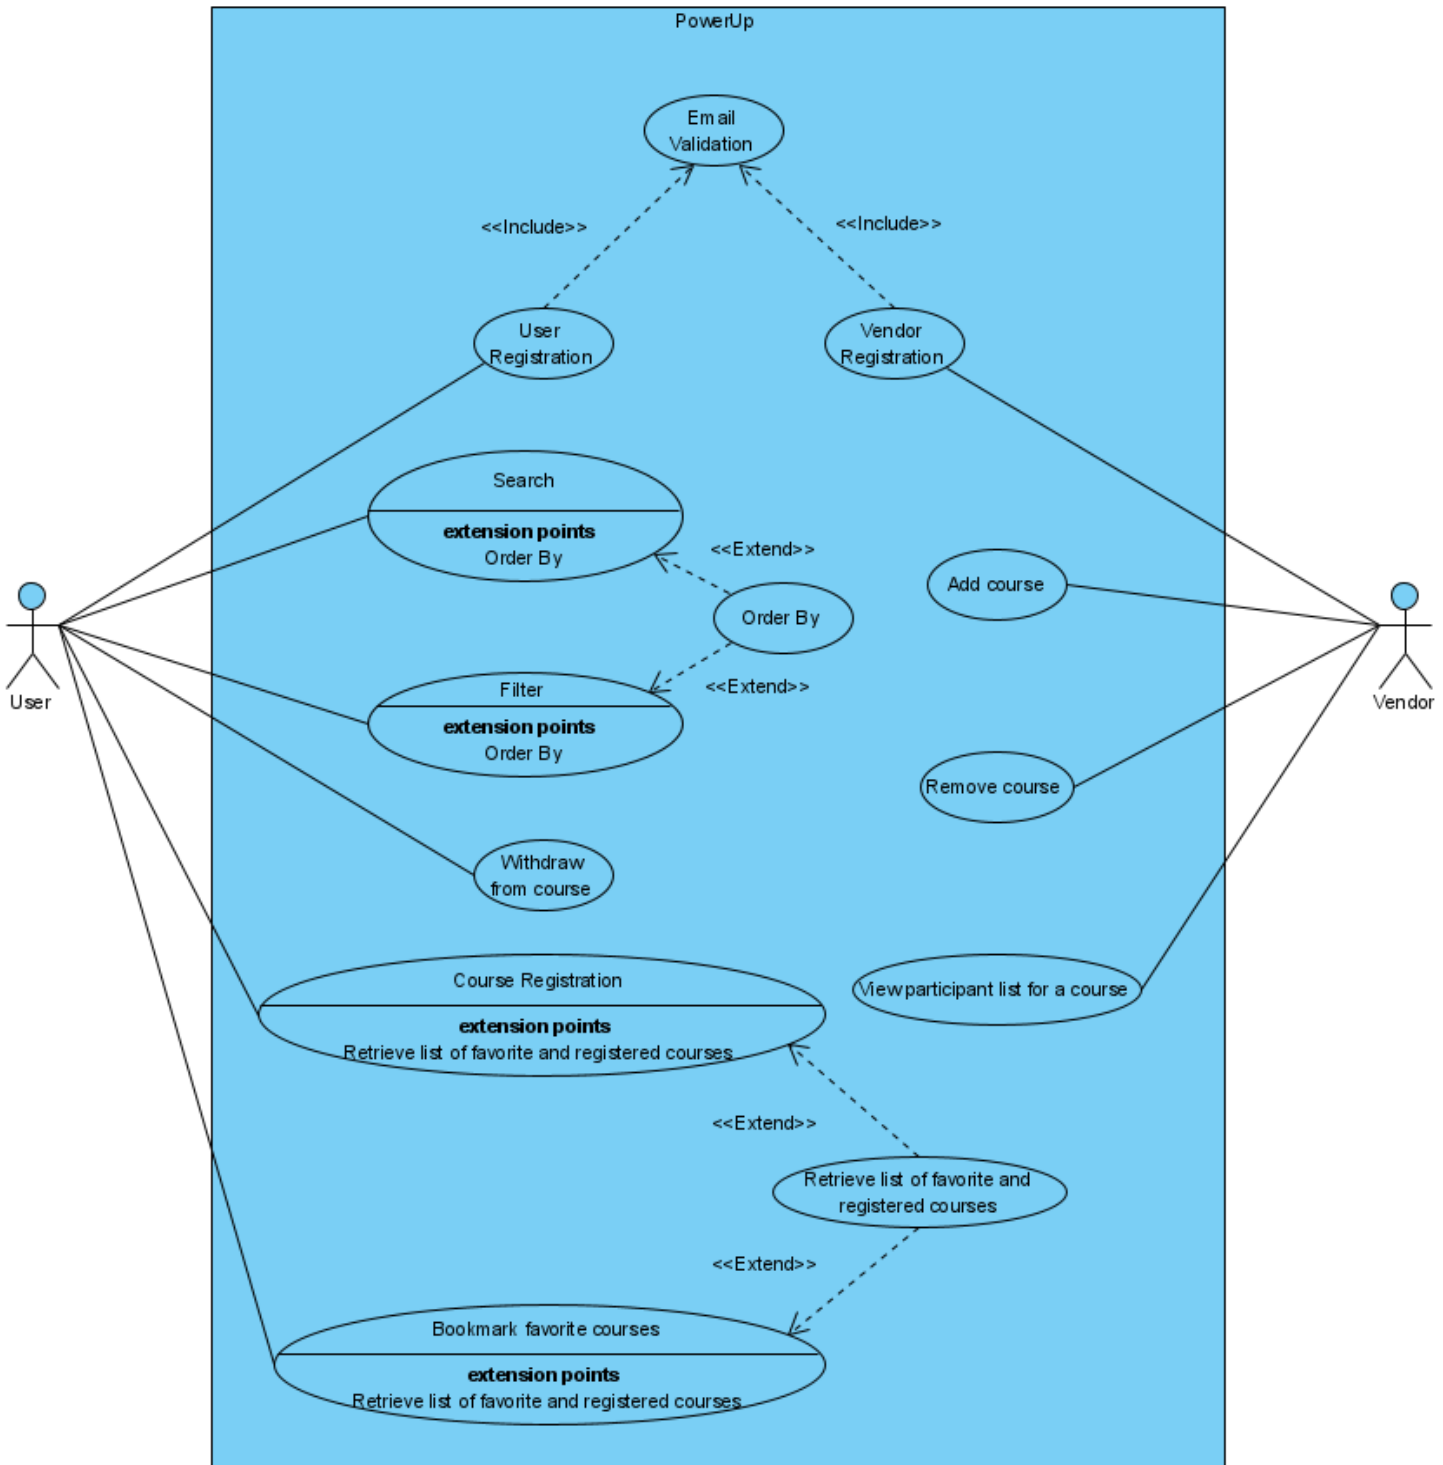 PowerUp
Email
Validation
<<Include>>
<<Include>>
User
Registration
Vendor
Registration
Search
extension points
Order By
<<Extend>>
Order By
Add course
<<Extend>>
Filter
extension points
Order By
User
Vendor
Remove course
Withdraw
from course
Course Registration
extension points
Retrieve list of favorite and registered courses
View participant list for a course
<<Extend>>
Retrieve list of favorite and
registered courses
<<Extend>>
Bookmark favorite courses
extension points
Retrieve list of favorite and registered courses